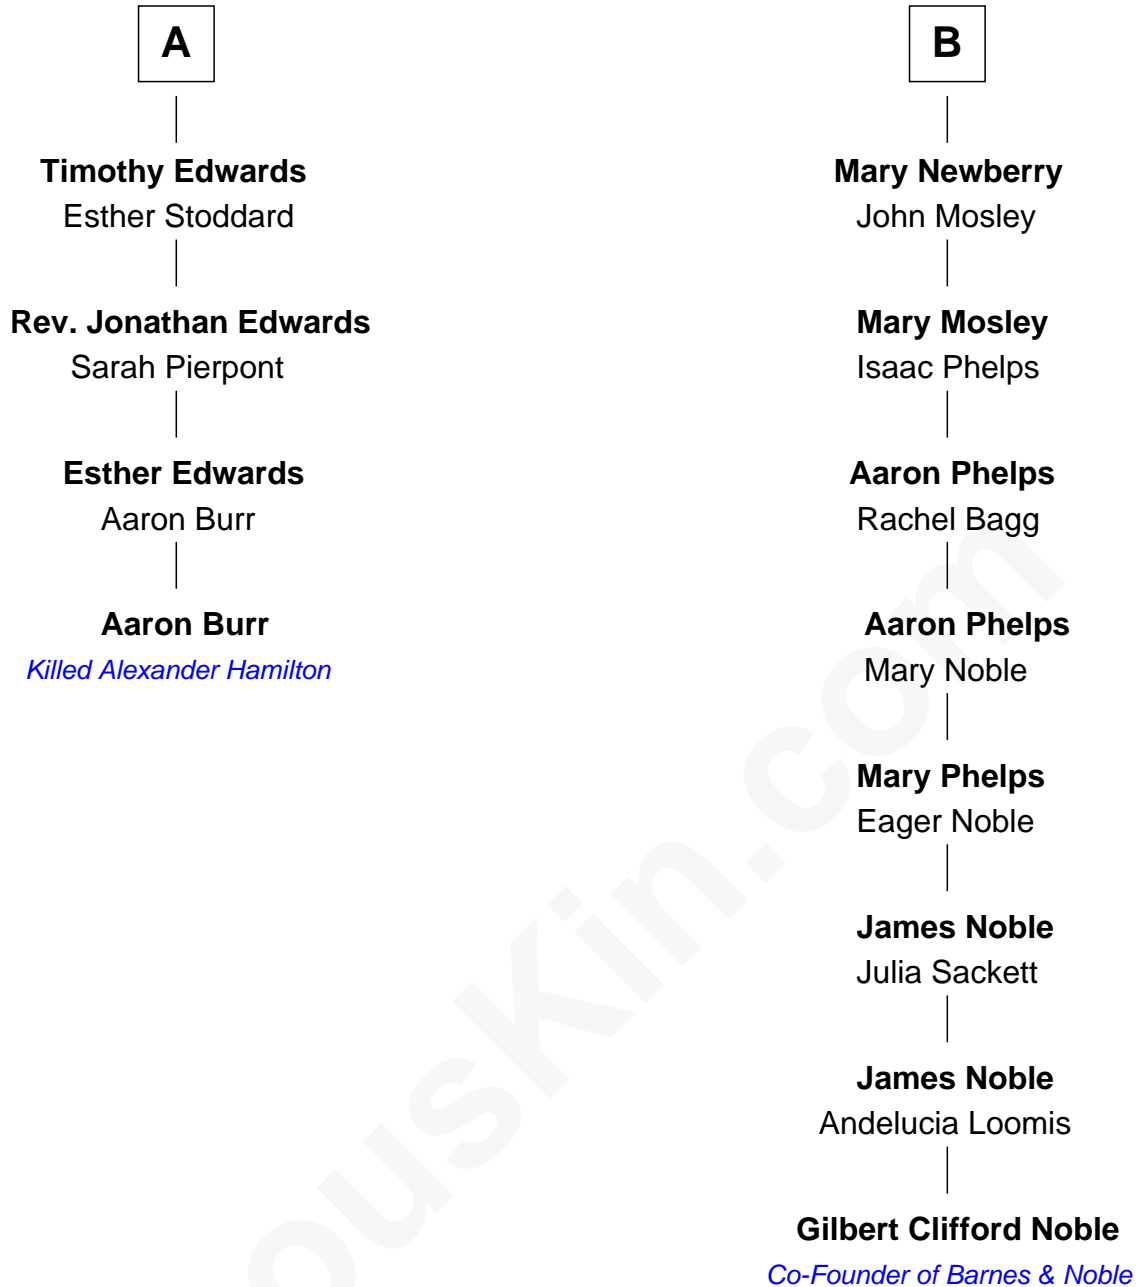 A
Timothy Edwards
Esther Stoddard
Rev. Jonathan Edwards
Sarah Pierpont
Esther Edwards
Aaron Burr
Aaron Burr
Killed Alexander Hamilton
B
Mary Newberry
John Mosley
Mary Mosley
Isaac Phelps
Aaron Phelps
Rachel Bagg
Aaron Phelps
Mary Noble
Mary Phelps
Eager Noble
James Noble
Julia Sackett
James Noble
Andelucia Loomis
Gilbert Clifford Noble
Co-Founder of Barnes & Noble
ousKin.com